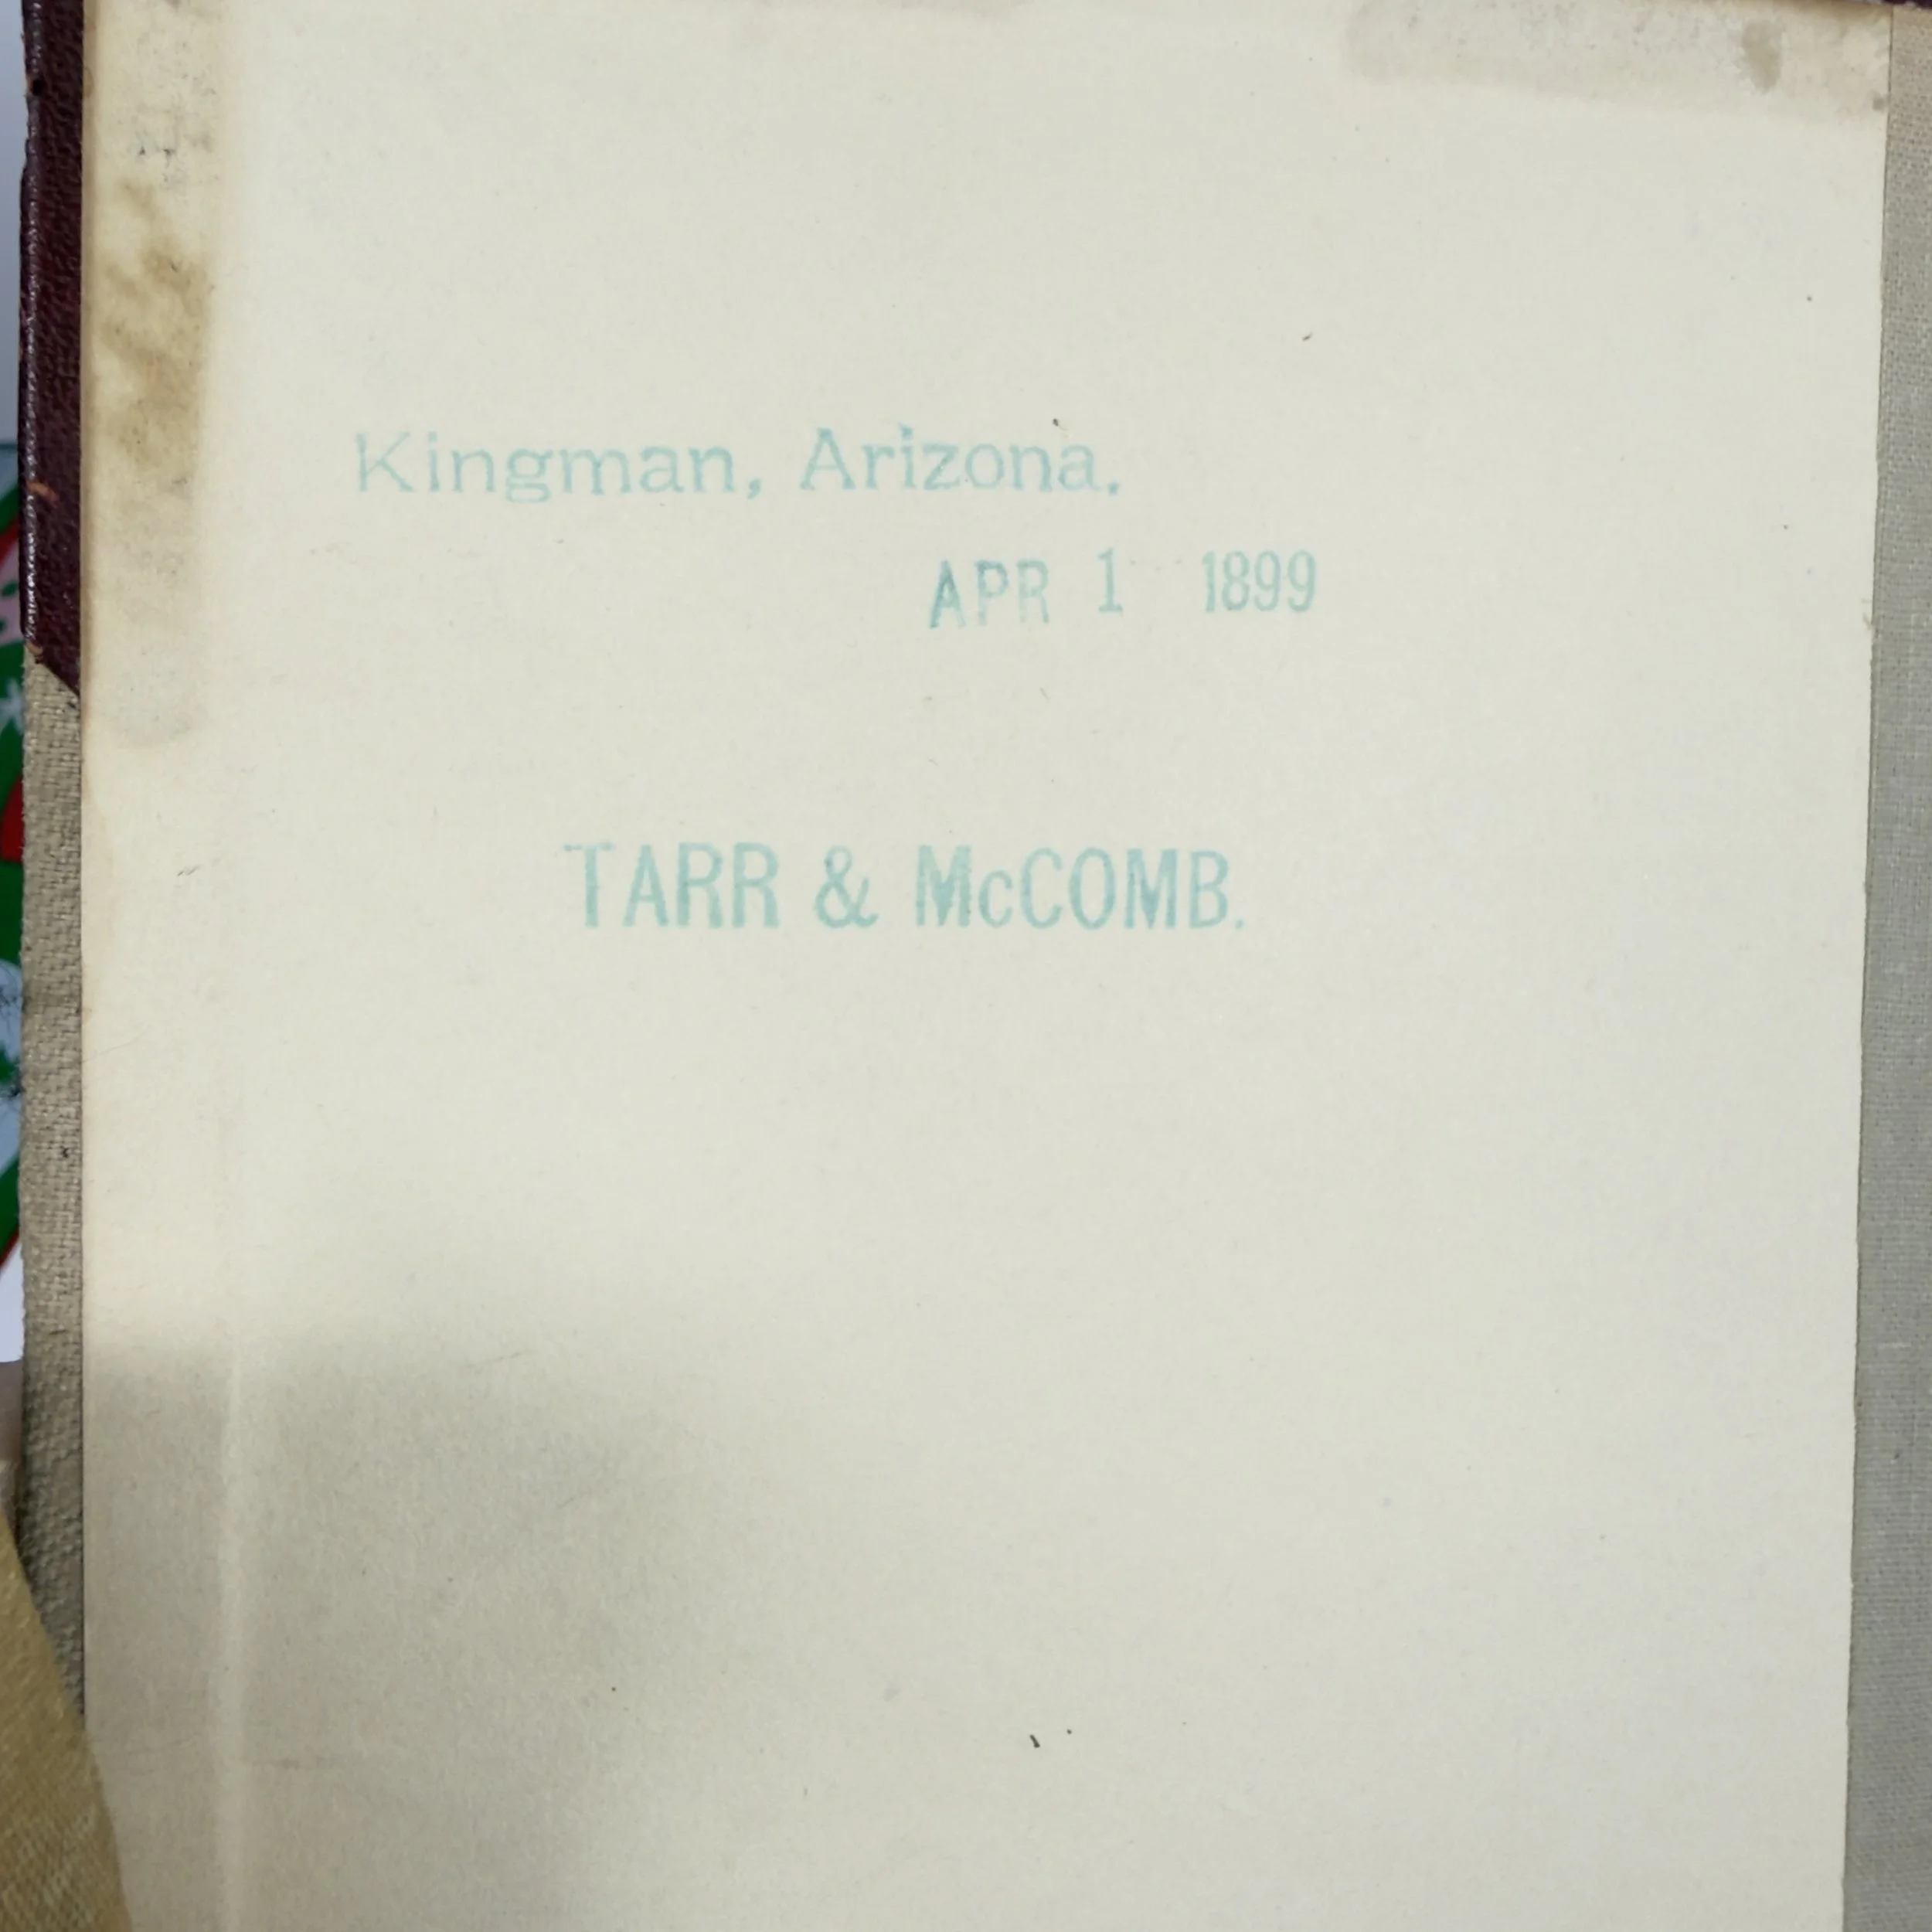 Kingman, Arizona.
APR 1 1899
TARR & McCOMB.